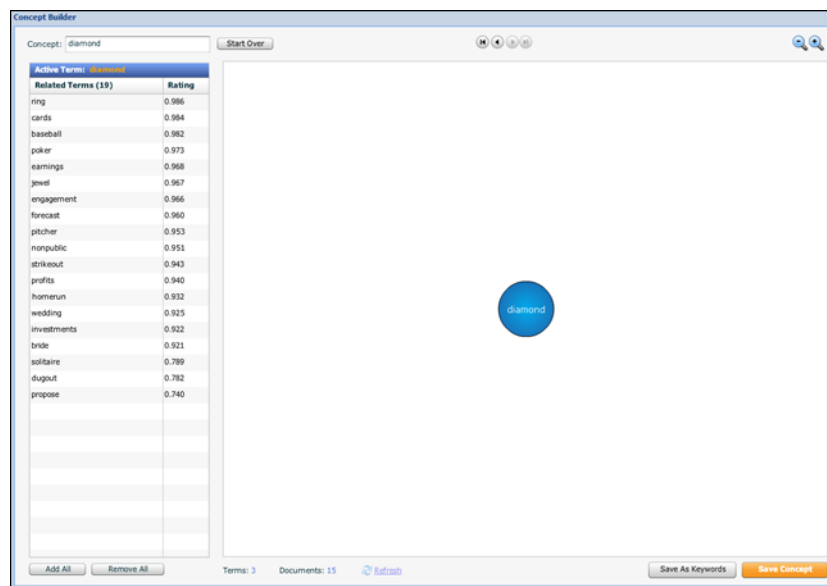 Concept Builder
Concept: diamond Start Over
Active Term: diamond
Related Terms (19) Rating
ring 0.986
cards 0.984
baseball 0.982
poker 0.973
earnings 0.968
jewel 0.967
engagement 0.966
forecast 0.960
pitcher 0.953
nonpublic 0.951
strikeout 0.943
profits 0.940
homerun 0.932
wedding 0.925
investments 0.922
bride 0.921
solitaire 0.789
dugout 0.782
propose 0.740
diamond
Add All Remove All Terms: 3 Documents: 15 Refresh Save As Keywords Save Concept